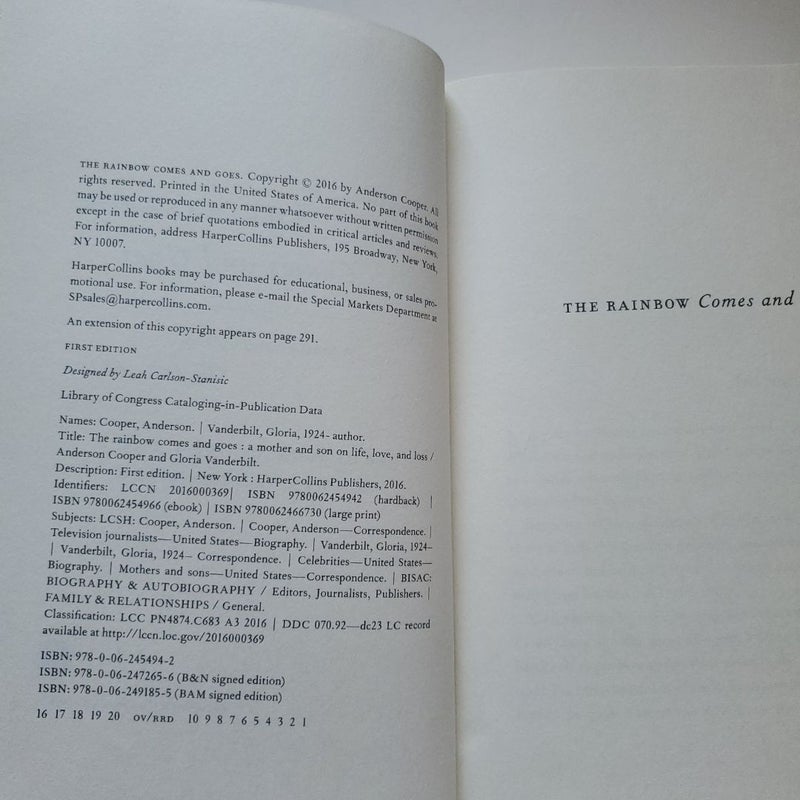 THE RAINBOW COMES AND GOES. Copyright © 2016 by Anderson Cooper. All
rights reserved. Printed in the United States of America. No part of this book
may be used or reproduced in any manner whatsoever without written permission
except in the case of brief quotations embodied in critical articles and reviews.
For information, address HarperCollins Publishers, 195 Broadway, New York,
NY 10007.
HarperCollins books may be purchased for educational, business, or sales pro-
motional use. For information, please e-mail the Special Markets Department at
SPsales@harpercollins.com.
An extension of this copyright appears on page 291.
FIRST EDITION
Designed by Leah Carlson-Stanisic
Library of Congress Cataloging-in-Publication Data
Names: Cooper, Anderson. | Vanderbilt, Gloria, 1924- author.
Title: The rainbow comes and goes : a mother and son on life, love, and loss /
Anderson Cooper and Gloria Vanderbilt.
Description: First edition. | New York : HarperCollins Publishers, 2016.
Identifiers: LCCN 2016000369| ISBN 9780062454942 (hardback) |
ISBN 9780062454966 (ebook) | ISBN 9780062466730 (large print)
Subjects: LCSH: Cooper, Anderson. | Cooper, Anderson—Correspondence. |
Television journalists—United States—Biography. | Vanderbilt, Gloria, 1924–
| Vanderbilt, Gloria, 1924– Correspondence. | Celebrities—United States—
Biography. | Mothers and sons—United States—Correspondence. | BISAC:
BIOGRAPHY & AUTOBIOGRAPHY / Editors, Journalists, Publishers. |
FAMILY & RELATIONSHIPS / General.
Classification: LCC PN4874.C683 A3 2016 | DDC 070.92—dc23 LC record
available at http://lccn.loc.gov/2016000369
ISBN: 978-0-06-245494-2
ISBN: 978-0-06-247265-6 (B&N signed edition)
ISBN: 978-0-06-249185-5 (BAM signed edition)
16 17 18 19 20 OV/RRD 10 9 8 7 6 5 4 3 2 1
THE RAINBOW Comes and